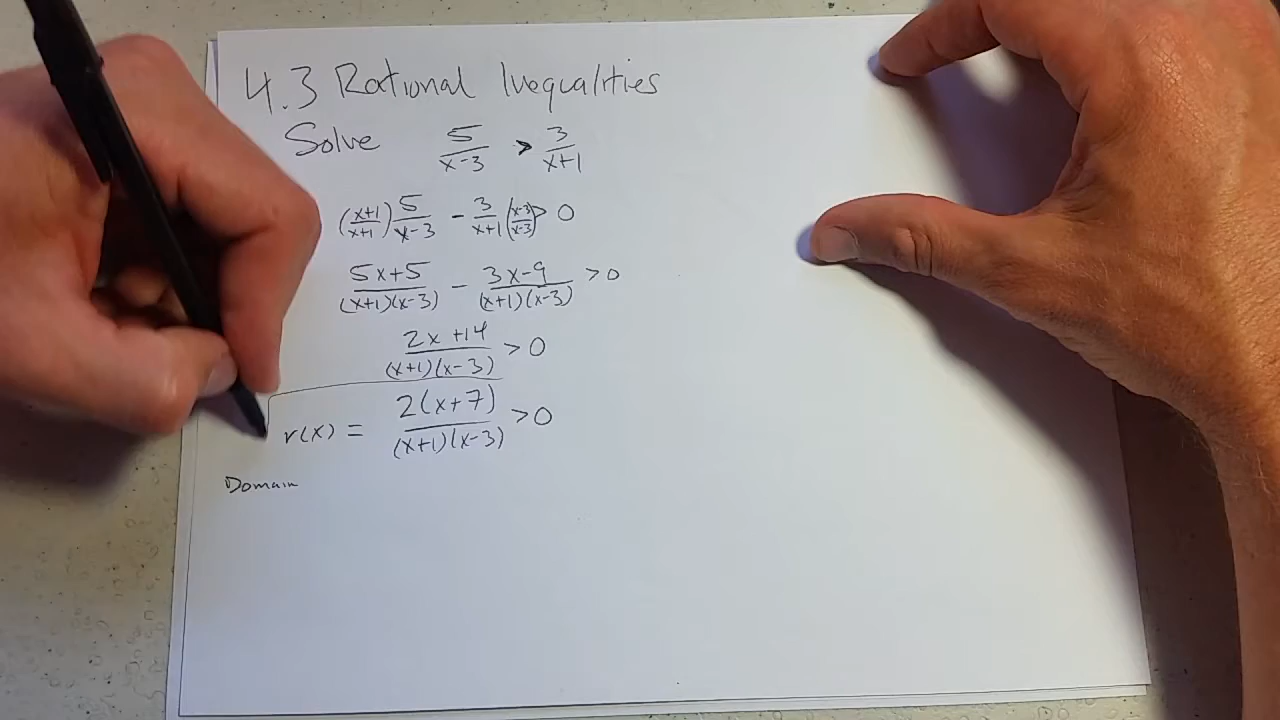 4.3 Rational Inequalities
Solve 5/(x-3) > 3/(x+1)
((x+1)/(x+1)) 5/(x-3) - 3/(x+1) ((x-3)/(x-3)) > 0
(5x+5)/((x+1)(x-3)) - (3x-9)/((x+1)(x-3)) > 0
(2x+14)/((x+1)(x-3)) > 0
r(x) = 2(x+7)/((x+1)(x-3)) > 0
Domain